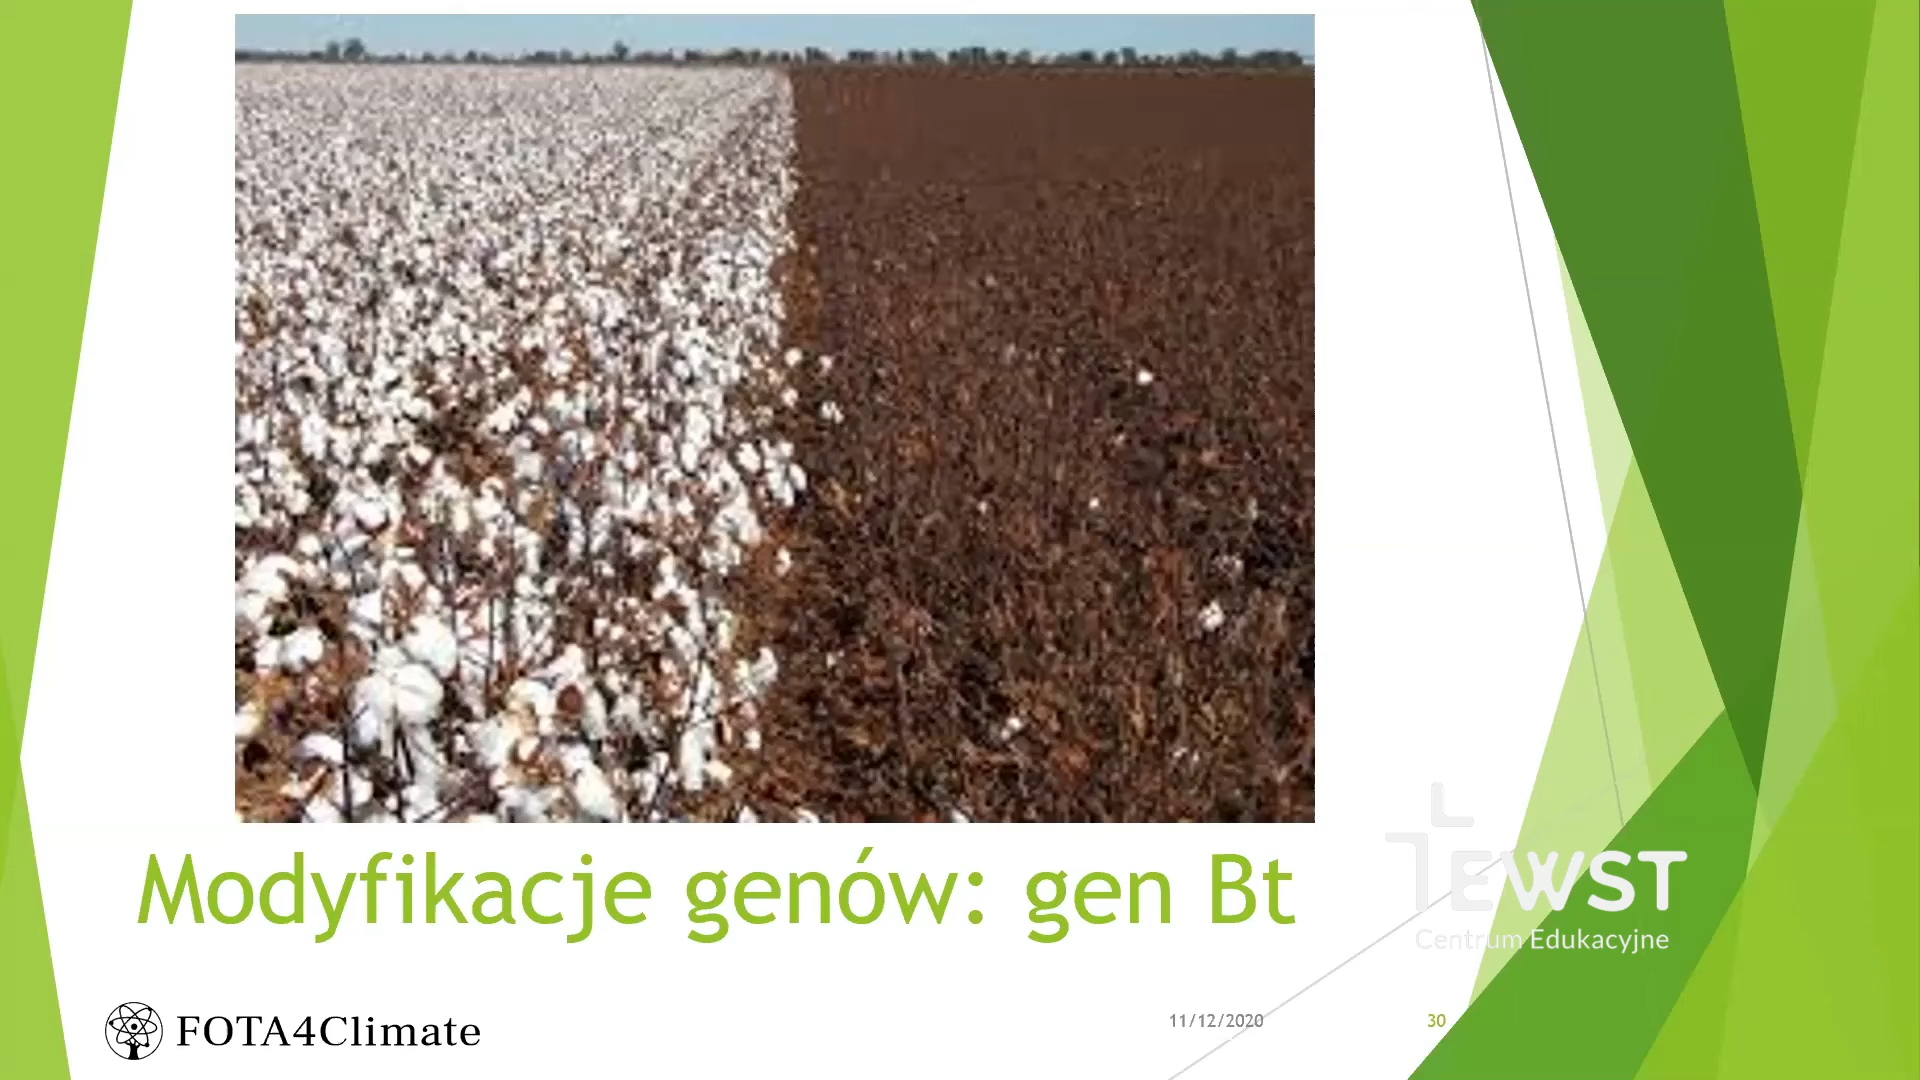 Modyfikacje genów: gen Bt
EWST
Centrum Edukacyjne
FOTA4Climate
11/12/2020
30